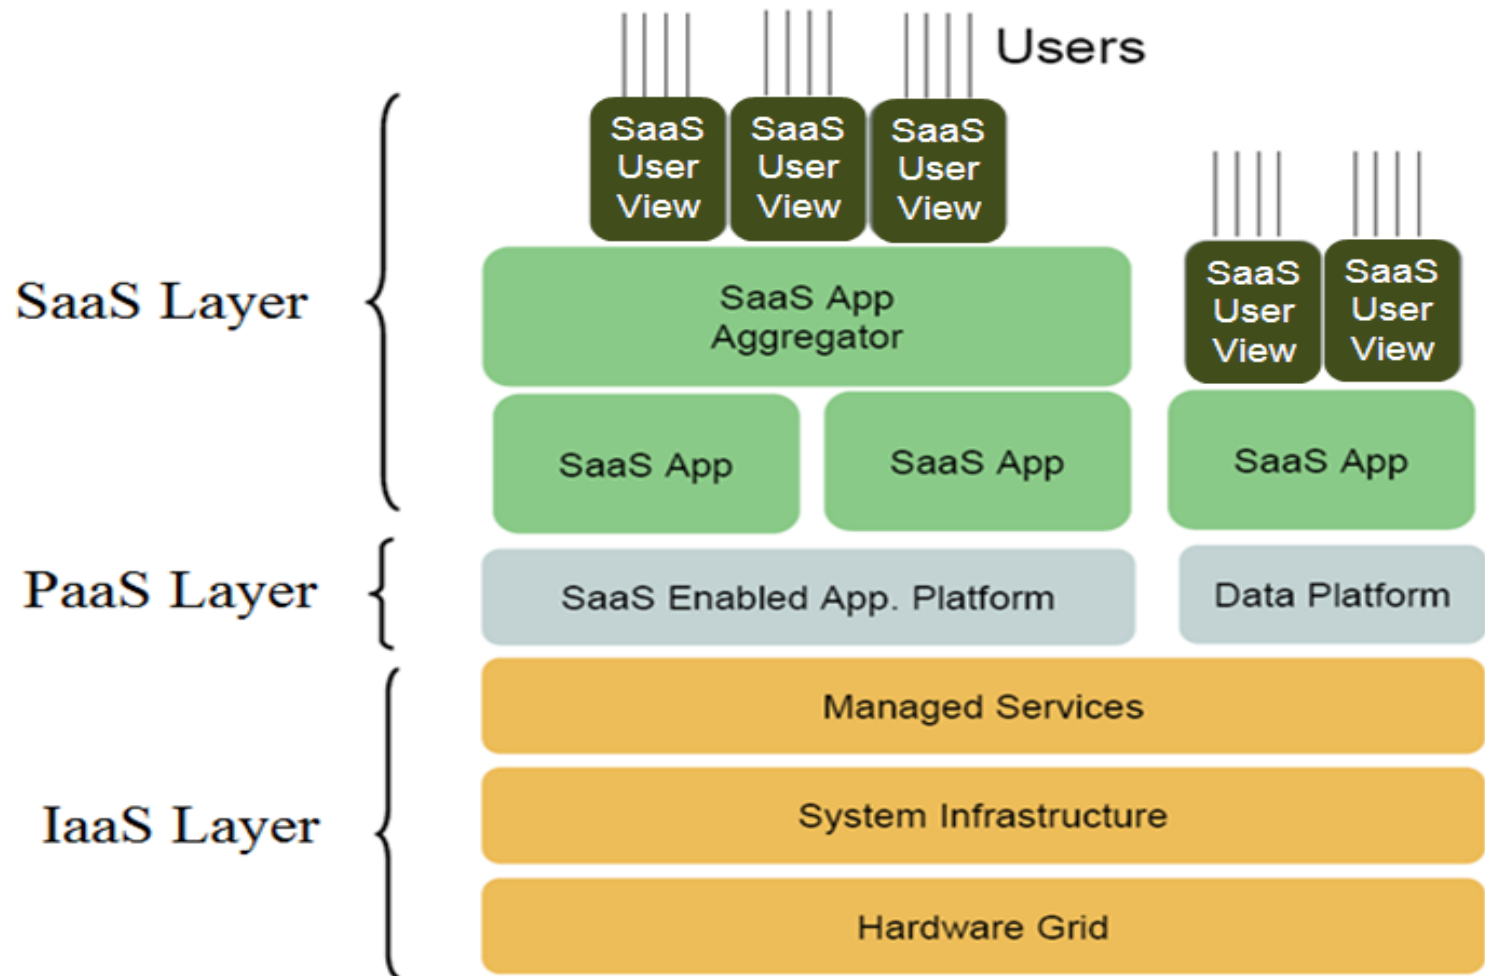 Users
SaaS
User
View
SaaS
User
View
SaaS
User
View
SaaS
User
View
SaaS
User
View
SaaS Layer
SaaS App
Aggregator
SaaS App
SaaS App
SaaS App
PaaS Layer
SaaS Enabled App. Platform
Data Platform
IaaS Layer
Managed Services
System Infrastructure
Hardware Grid